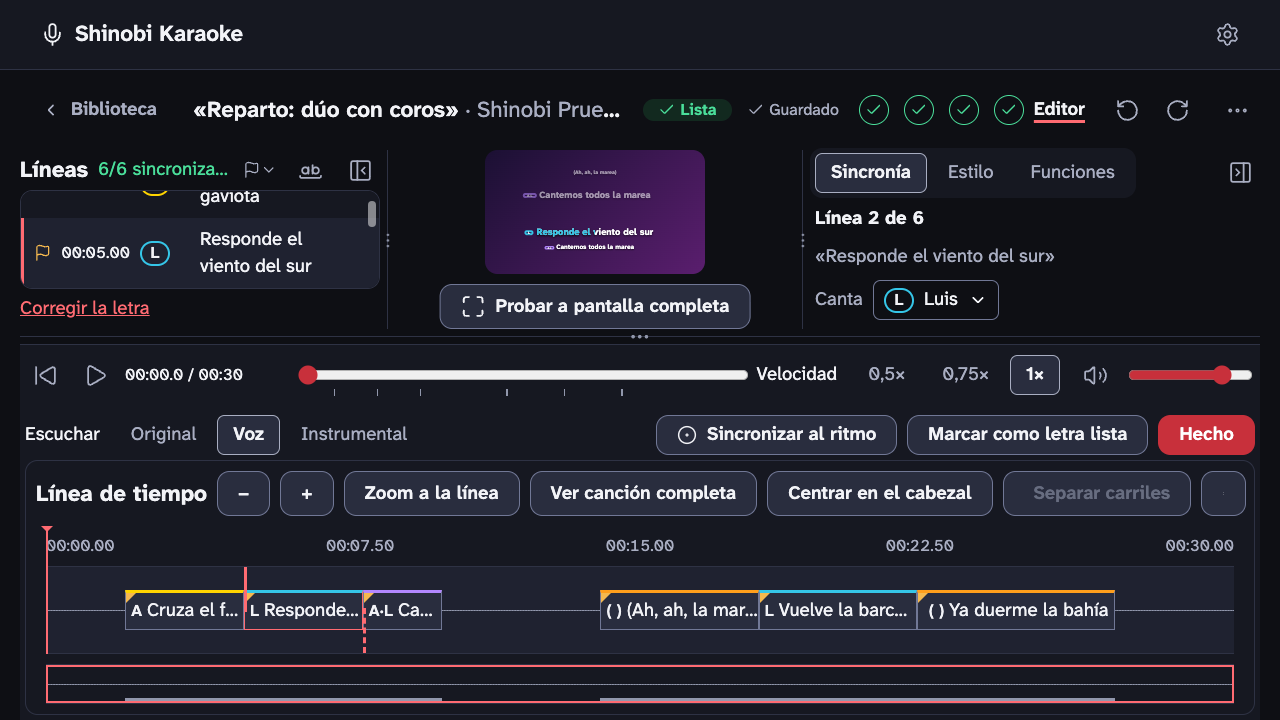 Shinobi Karaoke
Biblioteca
«Reparto: dúo con coros» · Shinobi Prue...
Lista
Guardado
Editor
Líneas 6/6 sincroniza...
ab
gaviota
00:05.00 L Responde el
viento del sur
Corregir la letra
(Ah, ah, la marea)
Cantemos todos la marea
Responde el viento del sur
Cantemos todos la marea
Probar a pantalla completa
Sincronía Estilo Funciones
Línea 2 de 6
«Responde el viento del sur»
Canta L Luis
00:00.0 / 00:30
Velocidad 0,5× 0,75× 1×
Escuchar Original Voz Instrumental
Sincronizar al ritmo
Marcar como letra lista
Hecho
Línea de tiempo − + Zoom a la línea Ver canción completa Centrar en el cabezal Separar carriles
00:00.00 00:07.50 00:15.00 00:22.50 00:30.00
A Cruza el f... L Responde... A·L Ca... ( ) (Ah, ah, la mar... L Vuelve la barc... ( ) Ya duerme la bahía